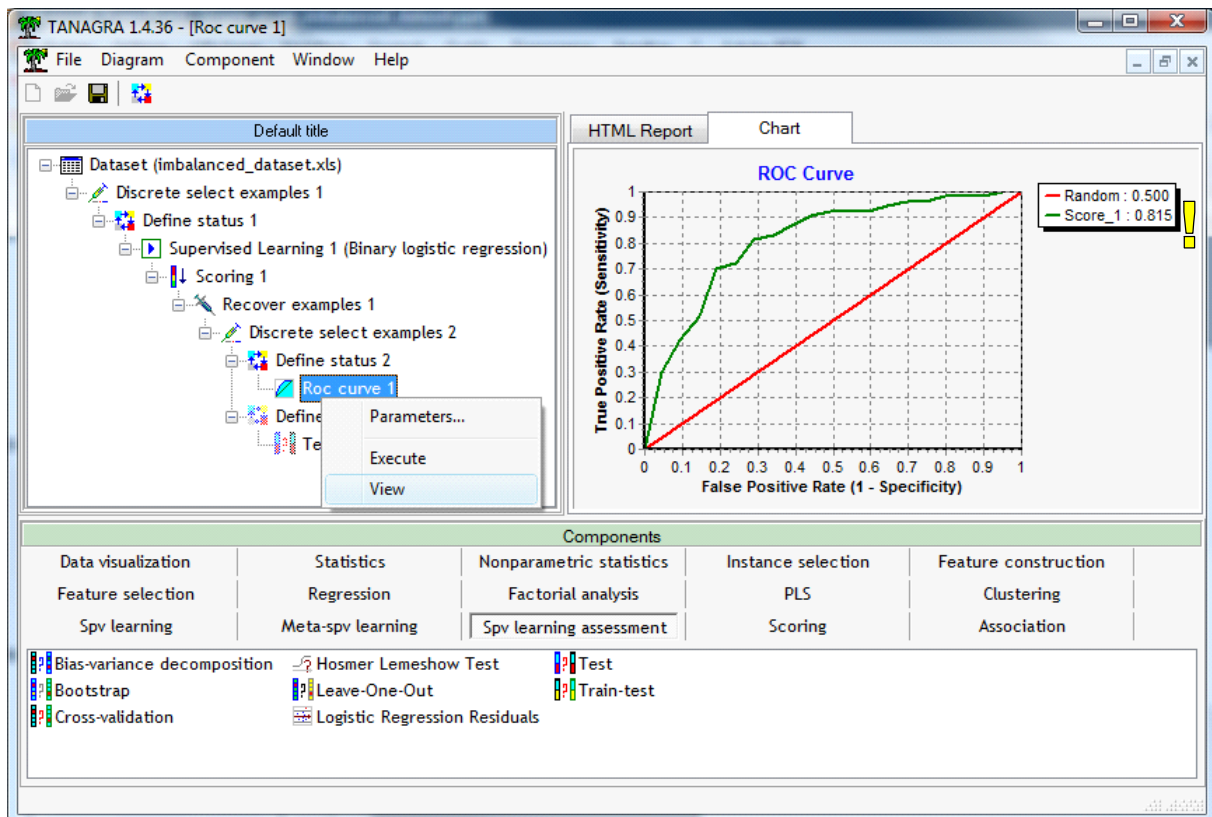 TANAGRA 1.4.36 - [Roc curve 1]
File Diagram Component Window Help
Default title
Dataset (imbalanced_dataset.xls)
Discrete select examples 1
Define status 1
Supervised Learning 1 (Binary logistic regression)
Scoring 1
Recover examples 1
Discrete select examples 2
Define status 2
Roc curve 1
Define
Te
Parameters...
Execute
View
HTML Report Chart
ROC Curve
Random : 0.500
Score_1 : 0.815
True Positive Rate (Sensitivity)
1
0.9
0.8
0.7
0.6
0.5
0.4
0.3
0.2
0.1
0
0 0.1 0.2 0.3 0.4 0.5 0.6 0.7 0.8 0.9 1
False Positive Rate (1 - Specificity)
Components
Data visualization Statistics Nonparametric statistics Instance selection Feature construction
Feature selection Regression Factorial analysis PLS Clustering
Spv learning Meta-spv learning Spv learning assessment Scoring Association
Bias-variance decomposition Hosmer Lemeshow Test Test
Bootstrap Leave-One-Out Train-test
Cross-validation Logistic Regression Residuals